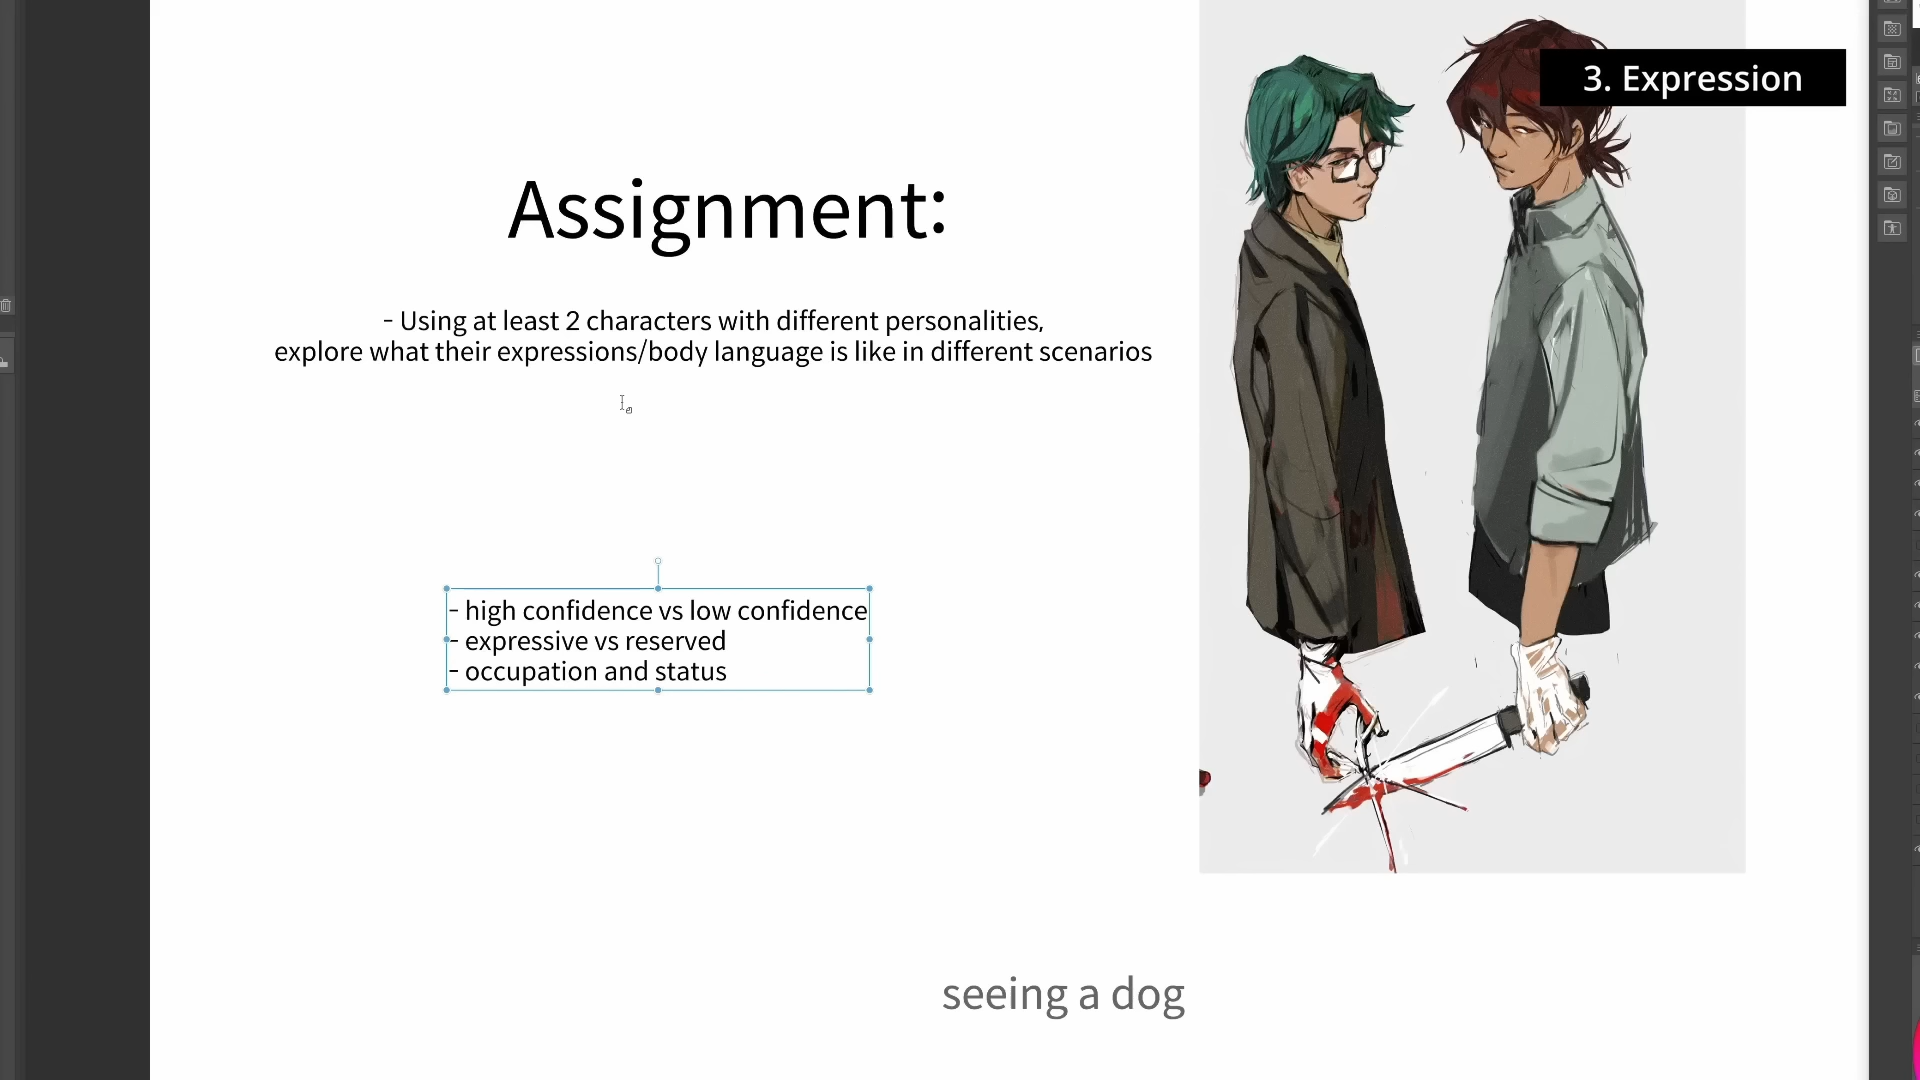 3. Expression
Assignment:
- Using at least 2 characters with different personalities,
explore what their expressions/body language is like in different scenarios
- high confidence vs low confidence
- expressive vs reserved
- occupation and status
seeing a dog